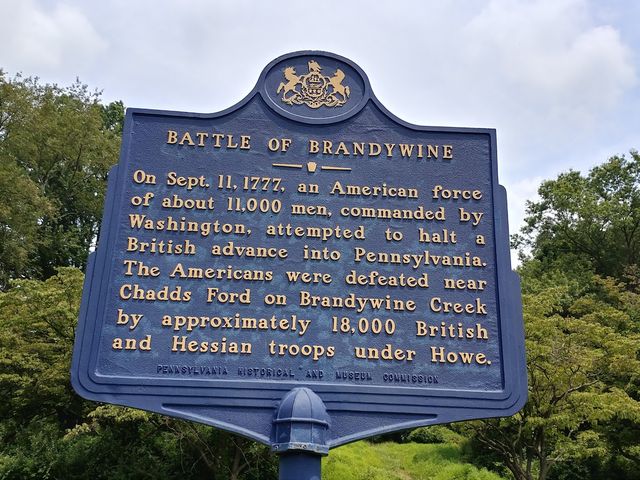 BATTLE OF BRANDYWINE
On Sept. 11, 1777, an American force
of about 11,000 men, commanded by
Washington, attempted to halt a
British advance into Pennsylvania.
The Americans were defeated near
Chadds Ford on Brandywine Creek
by approximately 18,000 British
and Hessian troops under Howe.
PENNSYLVANIA HISTORICAL AND MUSEUM COMMISSION